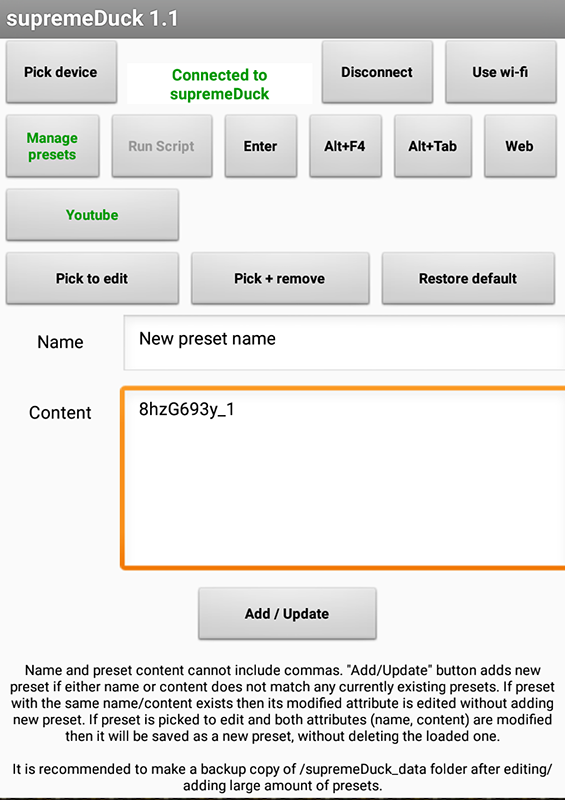 supremeDuck 1.1
Pick device
Connected to
supremeDuck
Disconnect
Use wi-fi
Manage
presets
Run Script
Enter
Alt+F4
Alt+Tab
Web
Youtube
Pick to edit
Pick + remove
Restore default
Name
New preset name
Content
8hzG693y_1
Add / Update
Name and preset content cannot include commas. "Add/Update" button adds new
preset if either name or content does not match any currently existing presets. If preset
with the same name/content exists then its modified attribute is edited without adding
new preset. If preset is picked to edit and both attributes (name, content) are modified
then it will be saved as a new preset, without deleting the loaded one.
It is recommended to make a backup copy of /supremeDuck_data folder after editing/
adding large amount of presets.